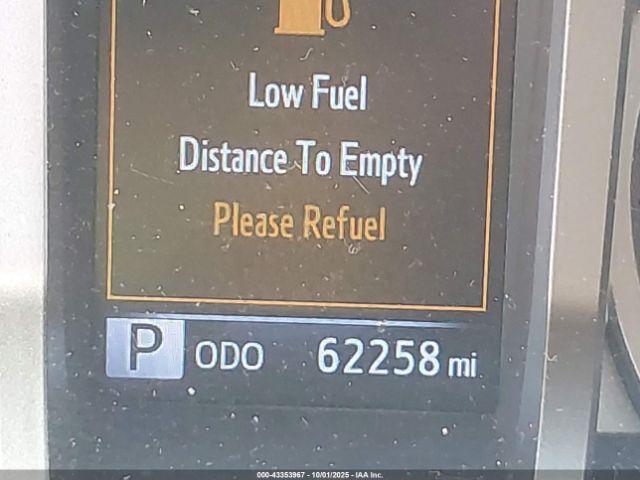 Low Fuel
Distance To Empty
Please Refuel
P ODO 62258 mi
000-43353967 - 10/01/2025 - IAA Inc.